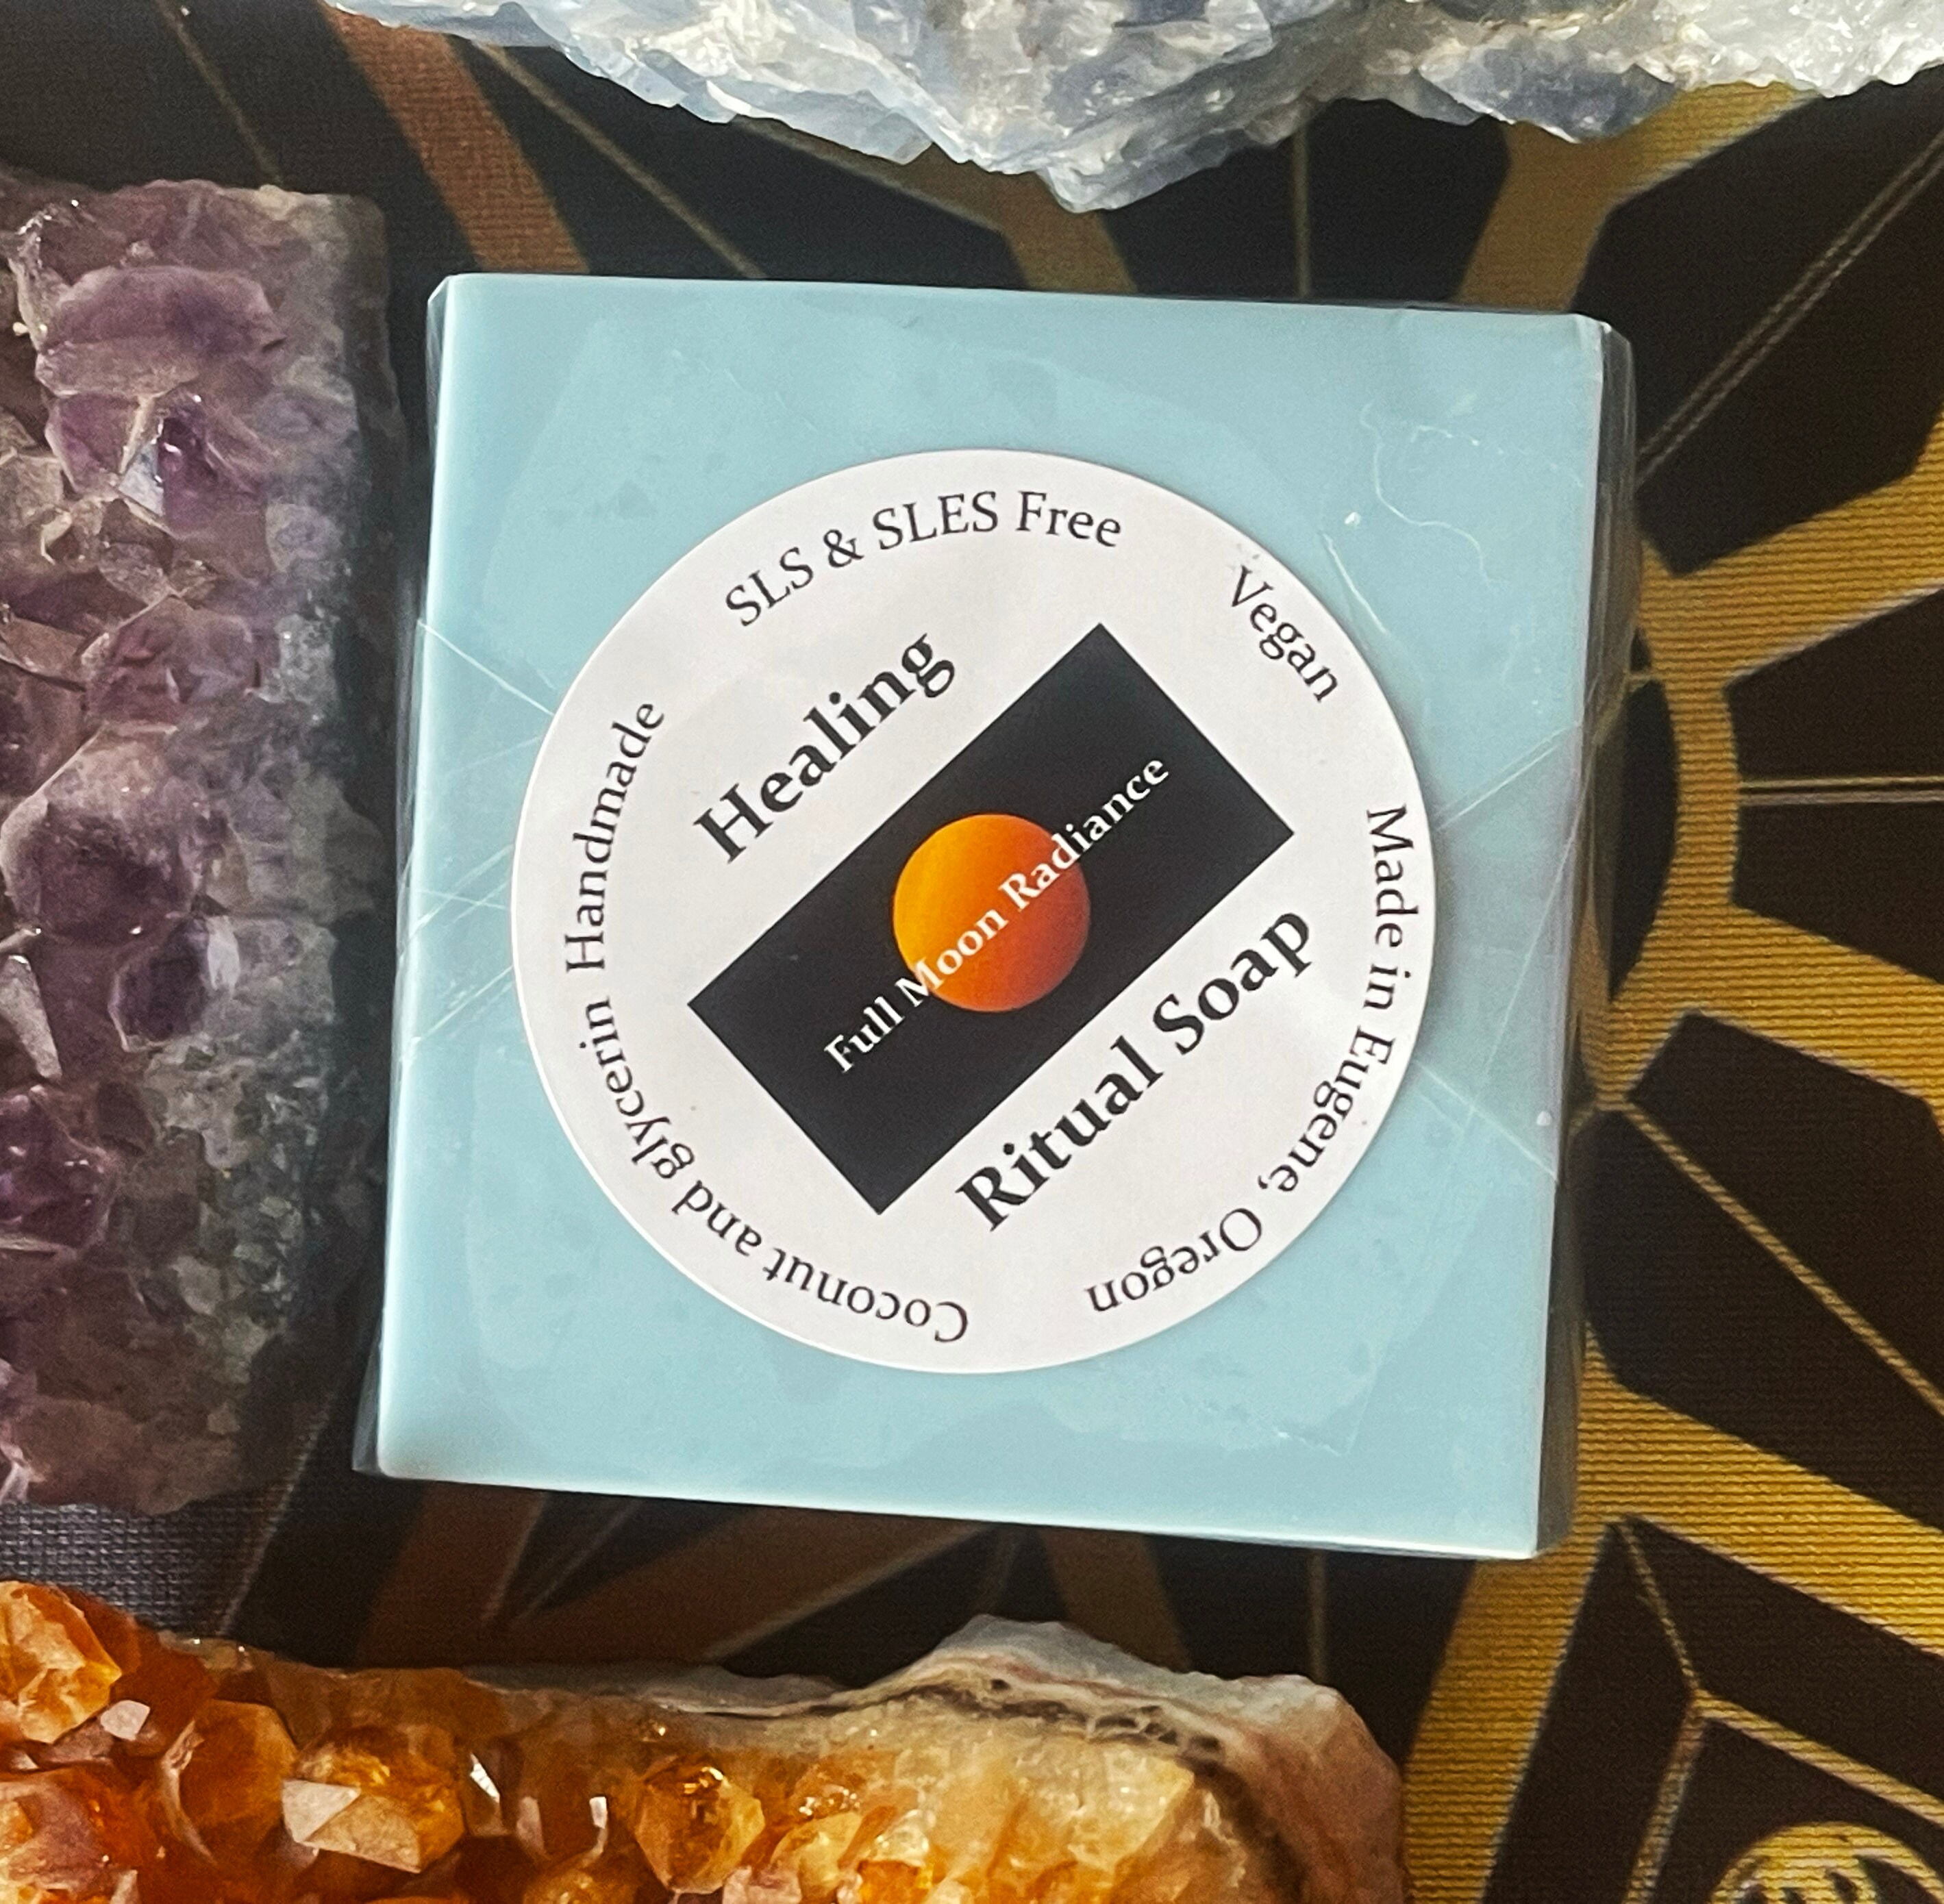 SLS & SLES Free
Vegan
Made in Eugene, Oregon
Coconut and glycerin
Handmade
Healing
Full Moon Radiance
Ritual Soap